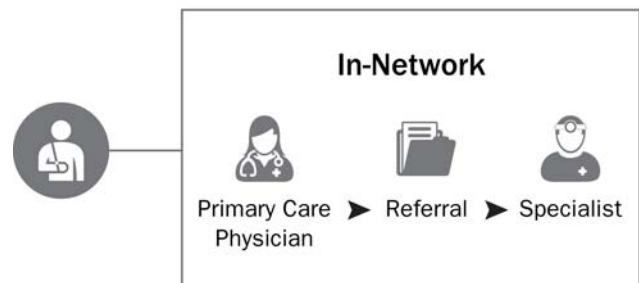 In-Network
Primary Care ➤ Referral ➤ Specialist
Physician